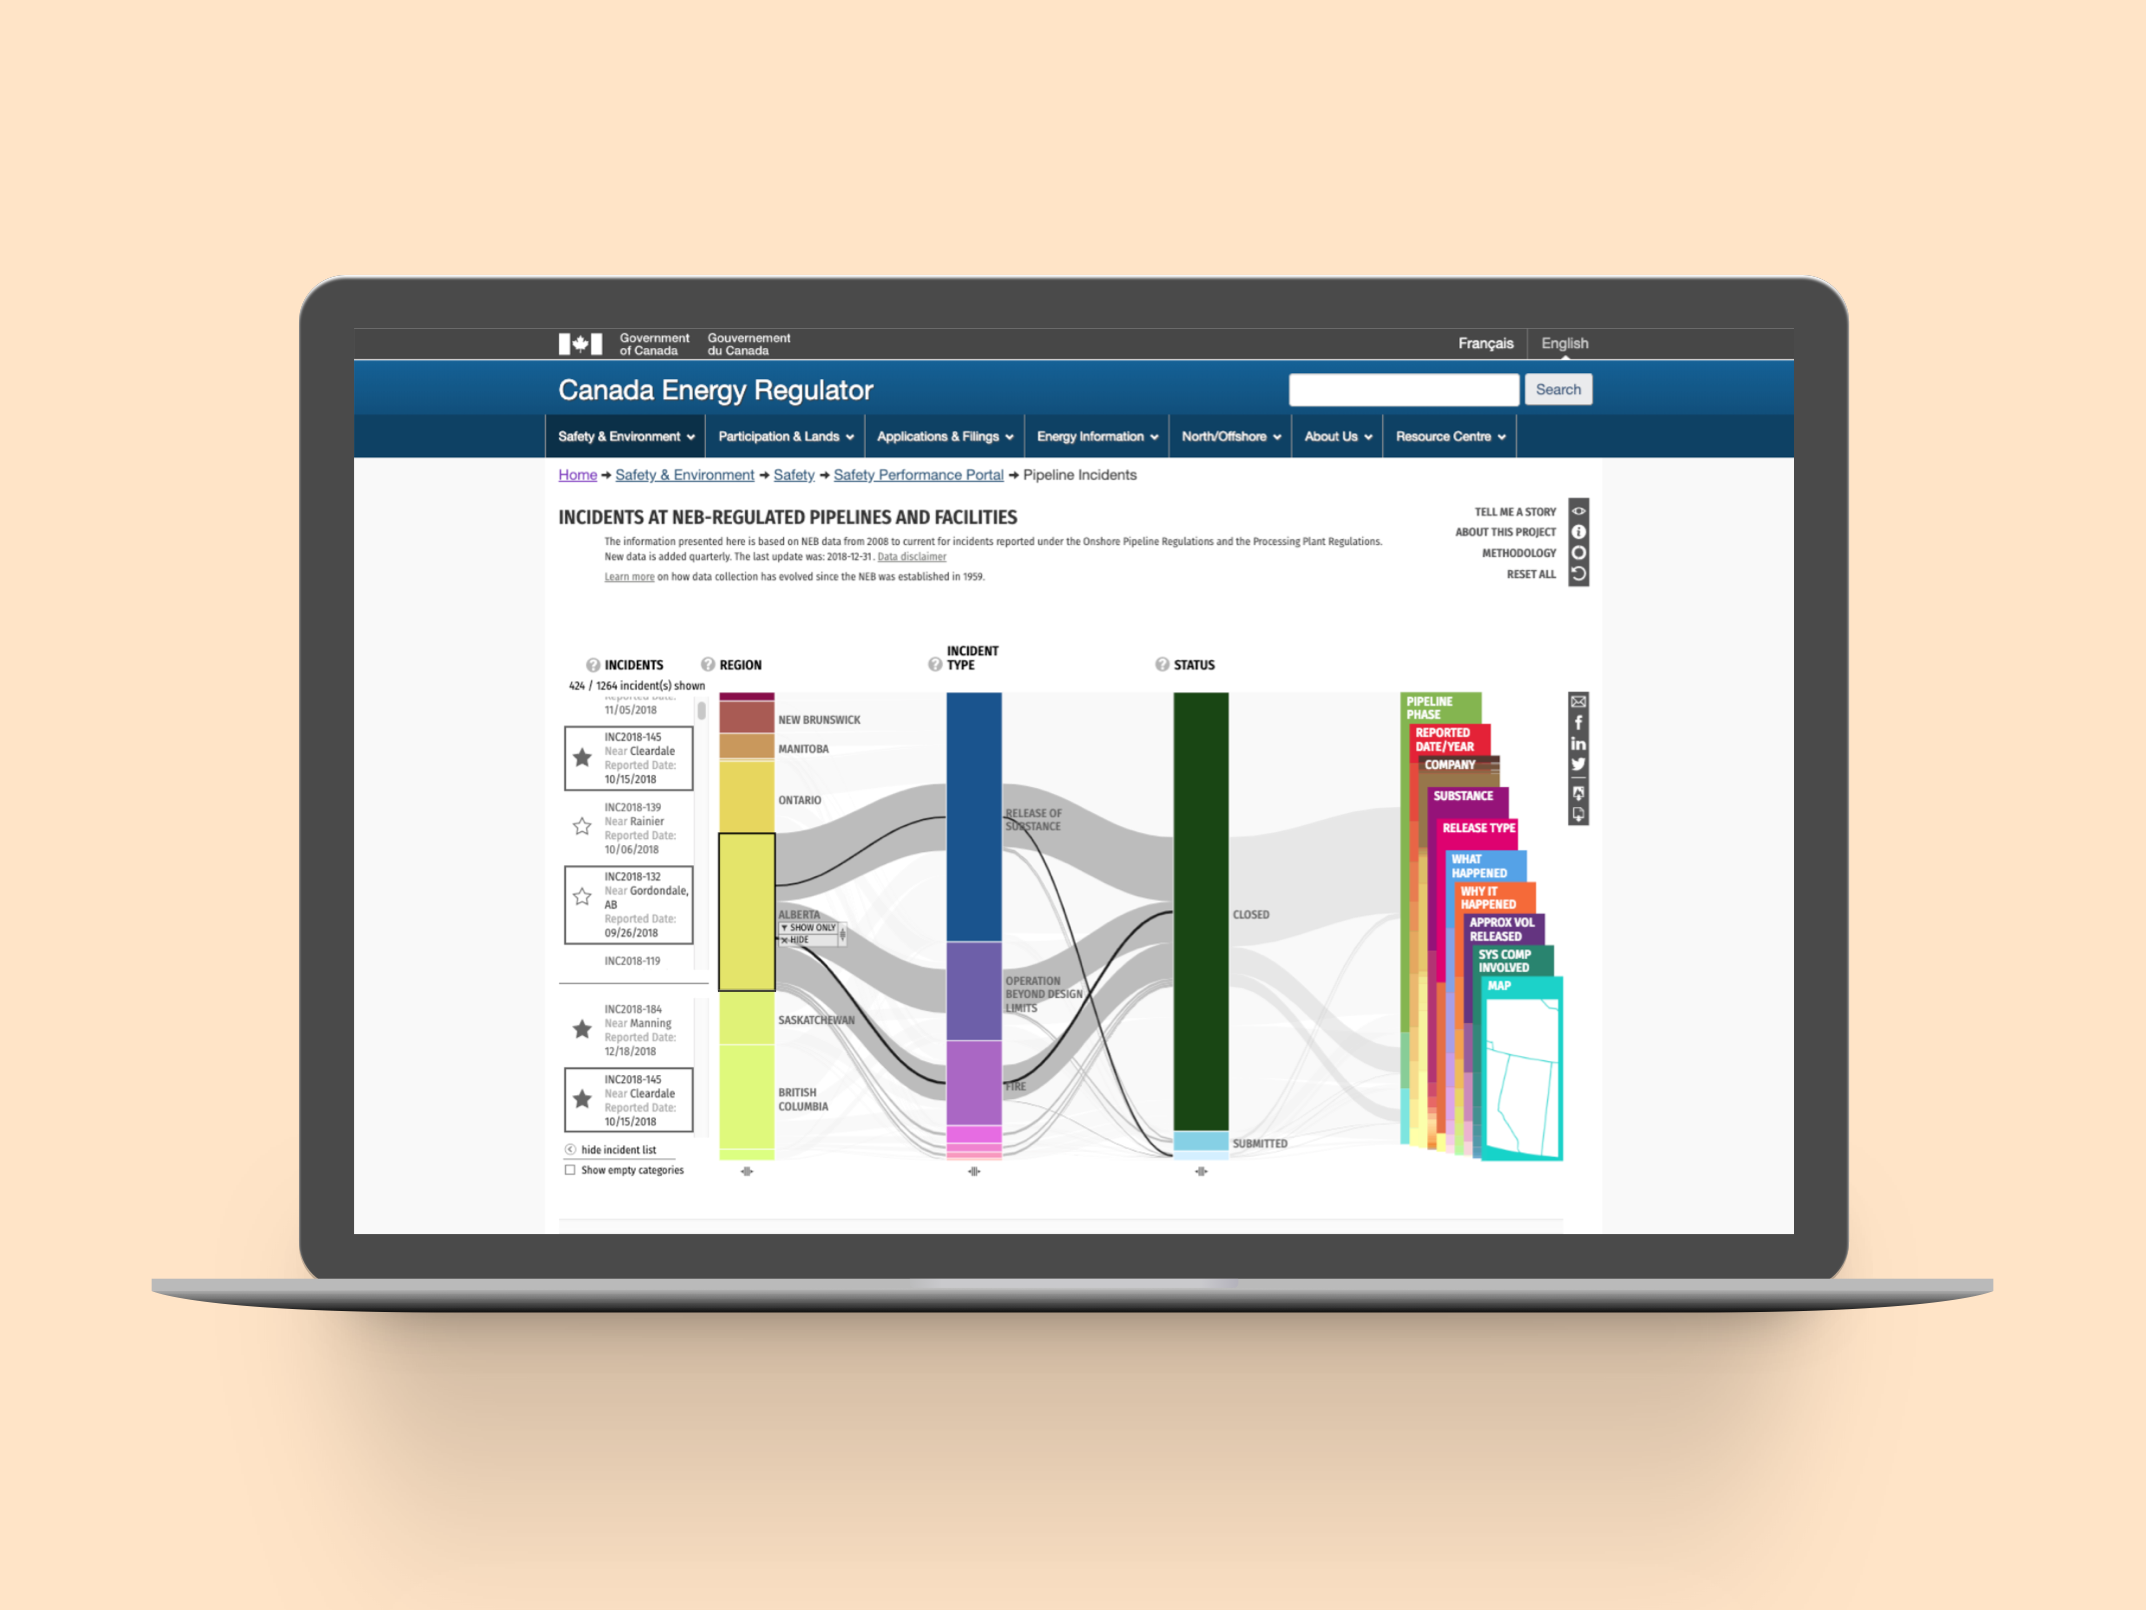 Government
of Canada
Gouvernement
du Canada
Français
English
Canada Energy Regulator
Search
Safety & Environment
Participation & Lands
Applications & Filings
Energy Information
North/Offshore
About Us
Resource Centre
Home → Safety & Environment → Safety → Safety Performance Portal → Pipeline Incidents
INCIDENTS AT NEB-REGULATED PIPELINES AND FACILITIES
The information presented here is based on NEB data from 2008 to current for incidents reported under the Onshore Pipeline Regulations and the Processing Plant Regulations.
New data is added quarterly. The last update was: 2018-12-31. Data disclaimer
Learn more on how data collection has evolved since the NEB was established in 1959.
TELL ME A STORY
ABOUT THIS PROJECT
METHODOLOGY
RESET ALL
? INCIDENTS
424 / 1264 incident(s) shown
Reported Date:
11/05/2018
INC2018-145
Near Cleardale
Reported Date:
10/15/2018
INC2018-139
Near Rainier
Reported Date:
10/06/2018
INC2018-132
Near Gordondale,
AB
Reported Date:
09/26/2018
INC2018-119
INC2018-184
Near Manning
Reported Date:
12/18/2018
INC2018-145
Near Cleardale
Reported Date:
10/15/2018
hide incident list
Show empty categories
? REGION
NEW BRUNSWICK
MANITOBA
ONTARIO
ALBERTA
SHOW ONLY
HIDE
SASKATCHEWAN
BRITISH
COLUMBIA
INCIDENT
? TYPE
RELEASE OF
SUBSTANCE
OPERATION
BEYOND DESIGN
LIMITS
FIRE
? STATUS
CLOSED
SUBMITTED
PIPELINE
PHASE
REPORTED
DATE/YEAR
COMPANY
SUBSTANCE
RELEASE TYPE
WHAT
HAPPENED
WHY IT
HAPPENED
APPROX VOL
RELEASED
SYS COMP
INVOLVED
MAP